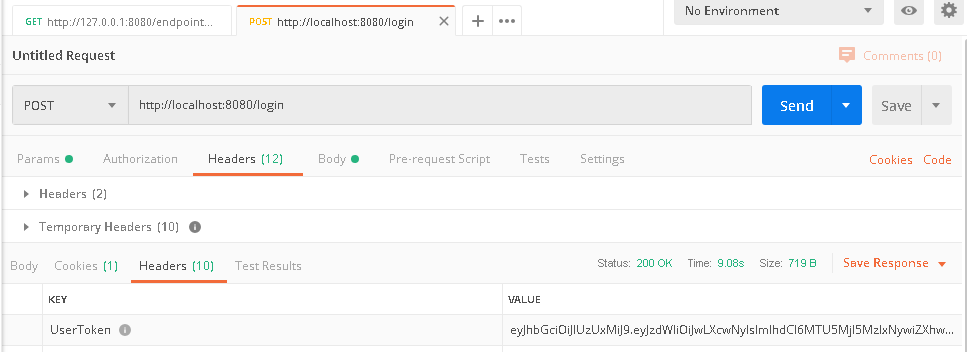 GET http://127.0.0.1:8080/endpoint...
POST http://localhost:8080/login
No Environment
Untitled Request
Comments (0)
POST
http://localhost:8080/login
Send
Save
Params
Authorization
Headers (12)
Body
Pre-request Script
Tests
Settings
Cookies
Code
Headers (2)
Temporary Headers (10)
Body
Cookies (1)
Headers (10)
Test Results
Status: 200 OK
Time: 9.08s
Size: 719 B
Save Response
KEY
VALUE
UserToken